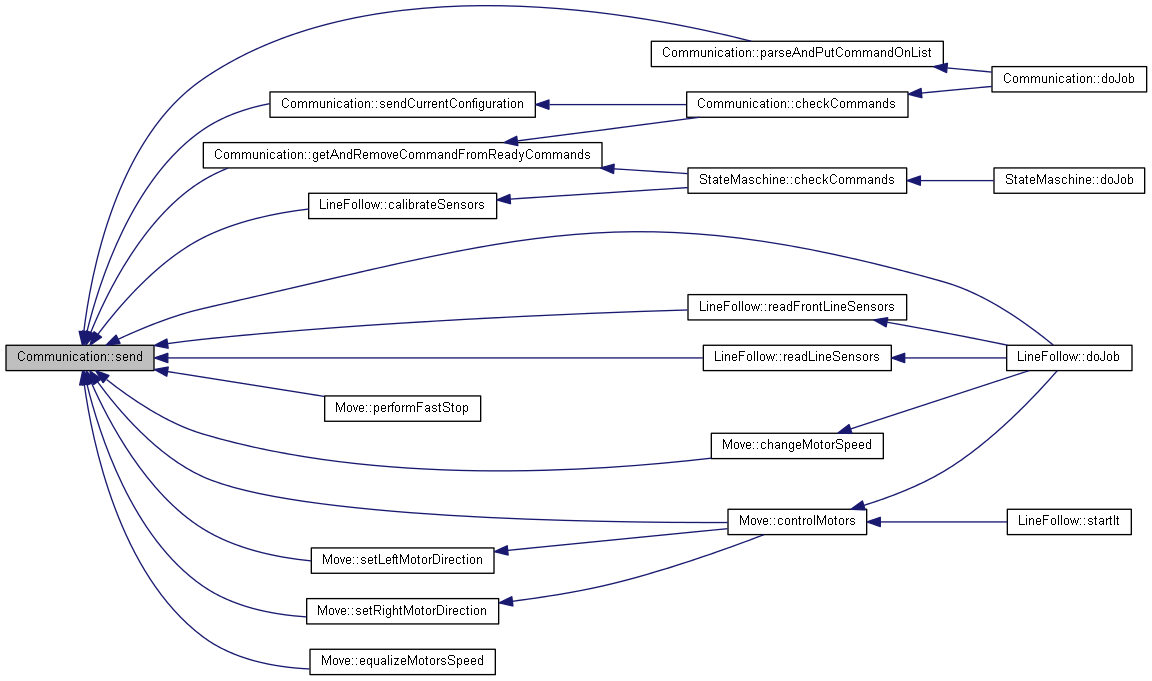 Communication::parseAndPutCommandOnList
Communication::doJob
Communication::sendCurrentConfiguration
Communication::checkCommands
Communication::getAndRemoveCommandFromReadyCommands
StateMaschine::checkCommands
StateMaschine::doJob
LineFollow::calibrateSensors
LineFollow::readFrontLineSensors
Communication::send
LineFollow::readLineSensors
LineFollow::doJob
Move::performFastStop
Move::changeMotorSpeed
Move::controlMotors
LineFollow::startIt
Move::setLeftMotorDirection
Move::setRightMotorDirection
Move::equalizeMotorsSpeed